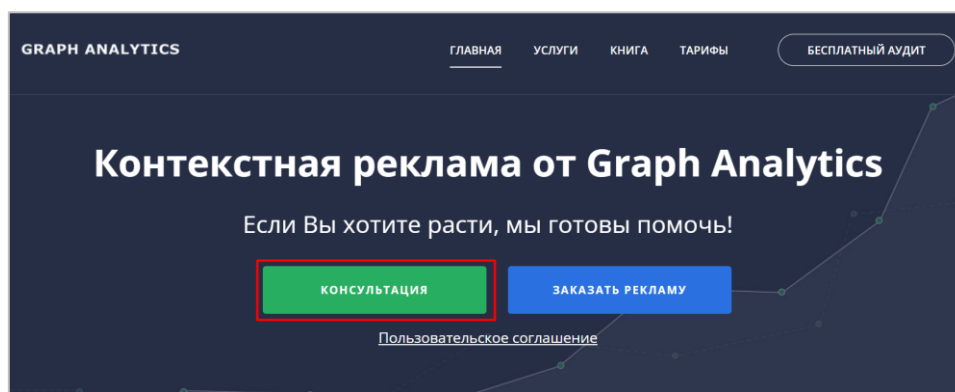 GRAPH ANALYTICS ГЛАВНАЯ УСЛУГИ КНИГА ТАРИФЫ БЕСПЛАТНЫЙ АУДИТ
Контекстная реклама от Graph Analytics
Если Вы хотите расти, мы готовы помочь!
КОНСУЛЬТАЦИЯ ЗАКАЗАТЬ РЕКЛАМУ
Пользовательское соглашение